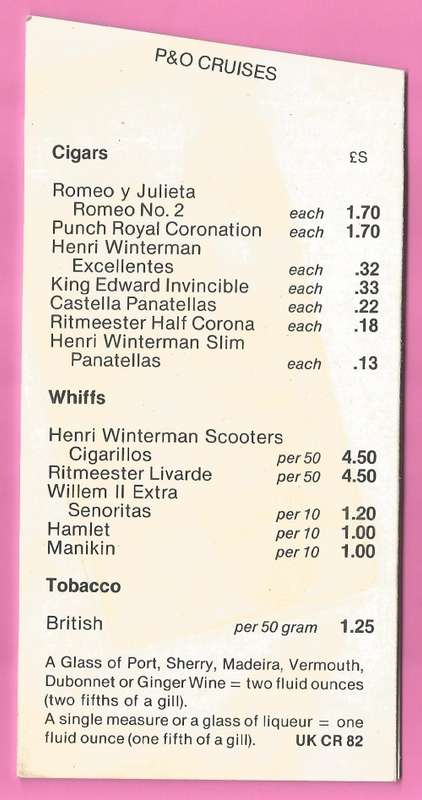 P&O CRUISES
Cigars £S
Romeo y Julieta
Romeo No. 2 each 1.70
Punch Royal Coronation each 1.70
Henri Winterman
Excellentes each .32
King Edward Invincible each .33
Castella Panatellas each .22
Ritmeester Half Corona each .18
Henri Winterman Slim
Panatellas each .13
Whiffs
Henri Winterman Scooters
Cigarillos per 50 4.50
Ritmeester Livarde per 50 4.50
Willem II Extra
Senoritas per 10 1.20
Hamlet per 10 1.00
Manikin per 10 1.00
Tobacco
British per 50 gram 1.25
A Glass of Port, Sherry, Madeira, Vermouth,
Dubonnet or Ginger Wine = two fluid ounces
(two fifths of a gill).
A single measure or a glass of liqueur = one
fluid ounce (one fifth of a gill). UK CR 82